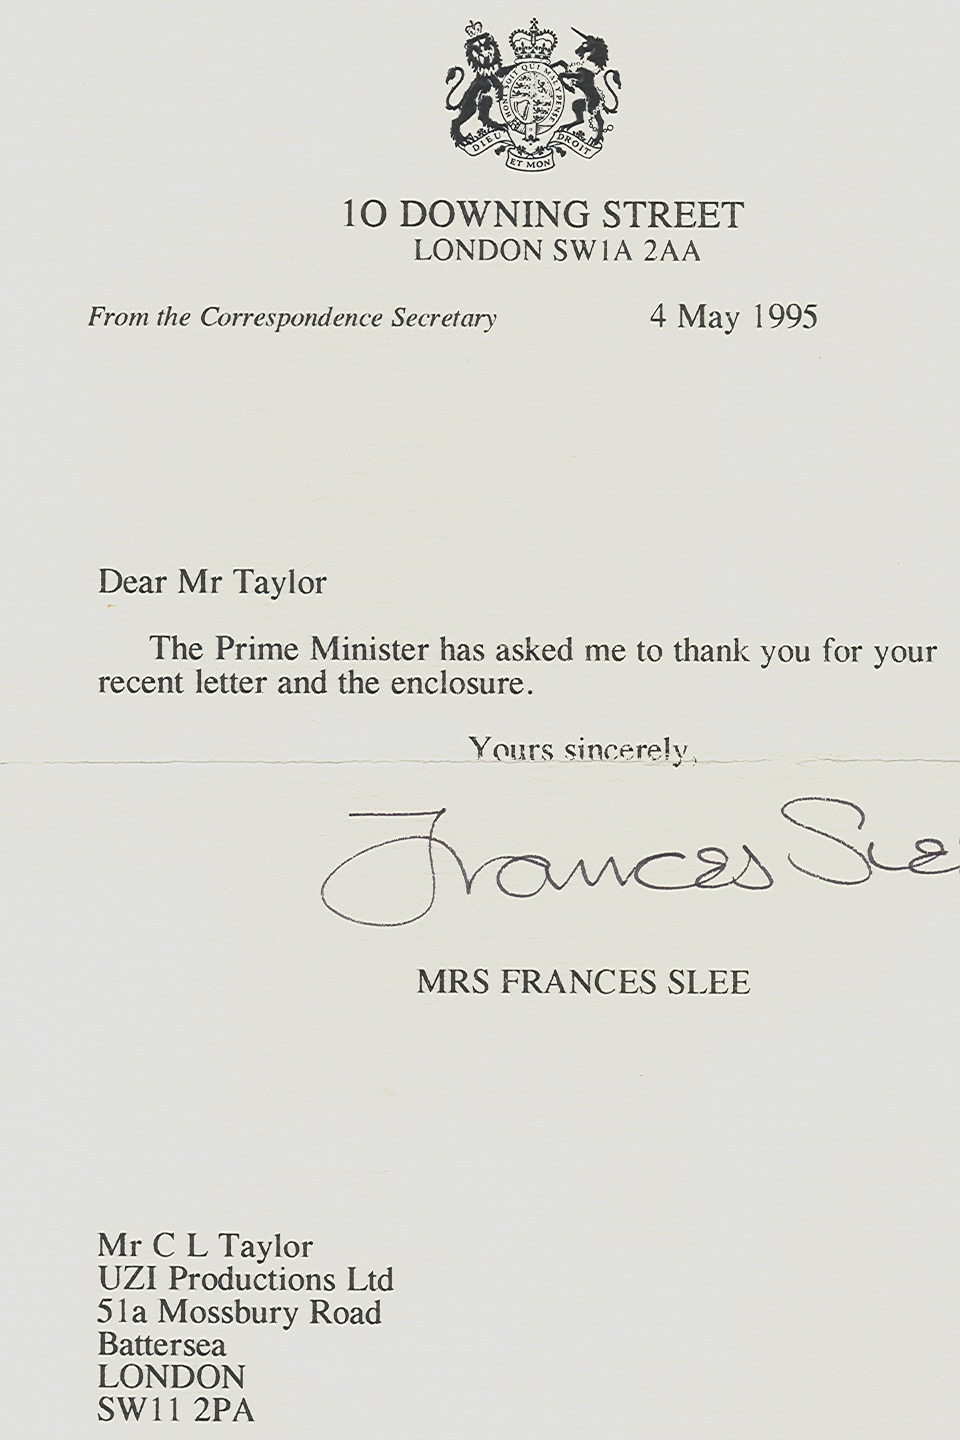 HONI SOIT QUI MAL Y PENSE
DIEU ET MON DROIT
10 DOWNING STREET
LONDON SW1A 2AA
From the Correspondence Secretary 4 May 1995
Dear Mr Taylor
The Prime Minister has asked me to thank you for your
recent letter and the enclosure.
Yours sincerely,
Frances Slee
MRS FRANCES SLEE
Mr C L Taylor
UZI Productions Ltd
51a Mossbury Road
Battersea
LONDON
SW11 2PA